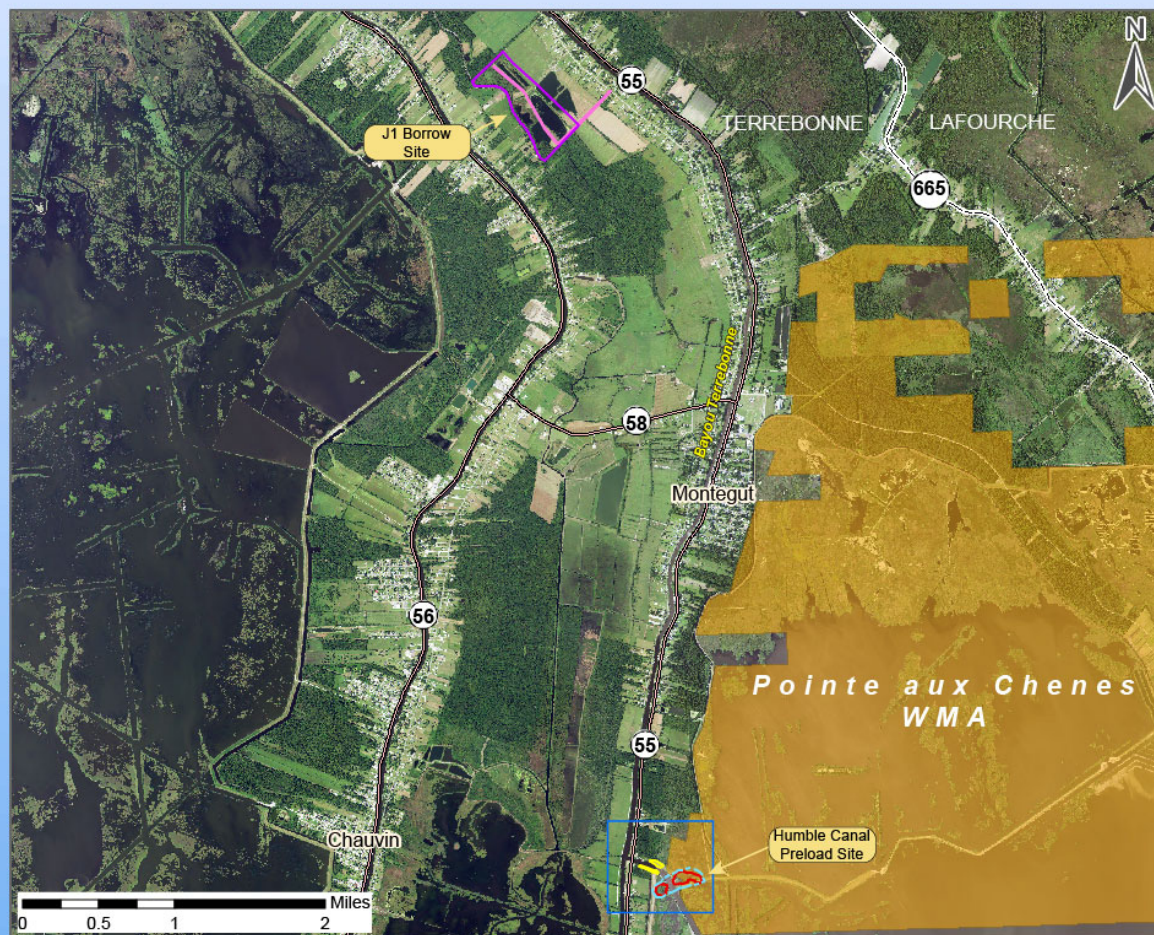 N
55
J1 Borrow
Site
TERREBONNE
LAFOURCHE
665
Bayou Terrebonne
58
Montegut
56
Pointe aux Chenes
WMA
55
Chauvin
Humble Canal
Preload Site
Miles
0 0.5 1 2